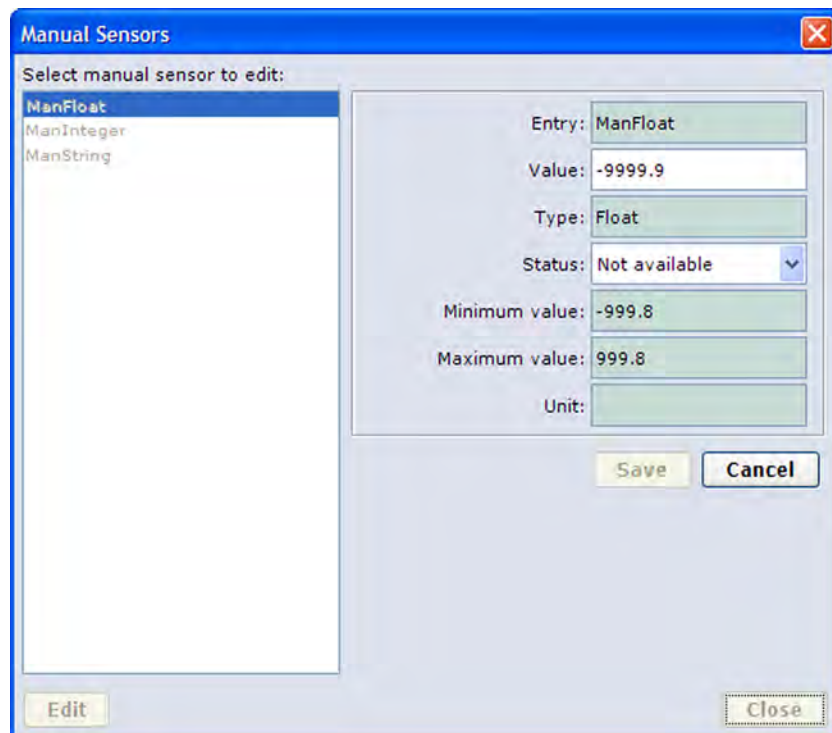 Manual Sensors
Select manual sensor to edit:
ManFloat
ManInteger
ManString
Entry: ManFloat
Value: -9999.9
Type: Float
Status: Not available
Minimum value: -999.8
Maximum value: 999.8
Unit:
Save Cancel
Edit Close